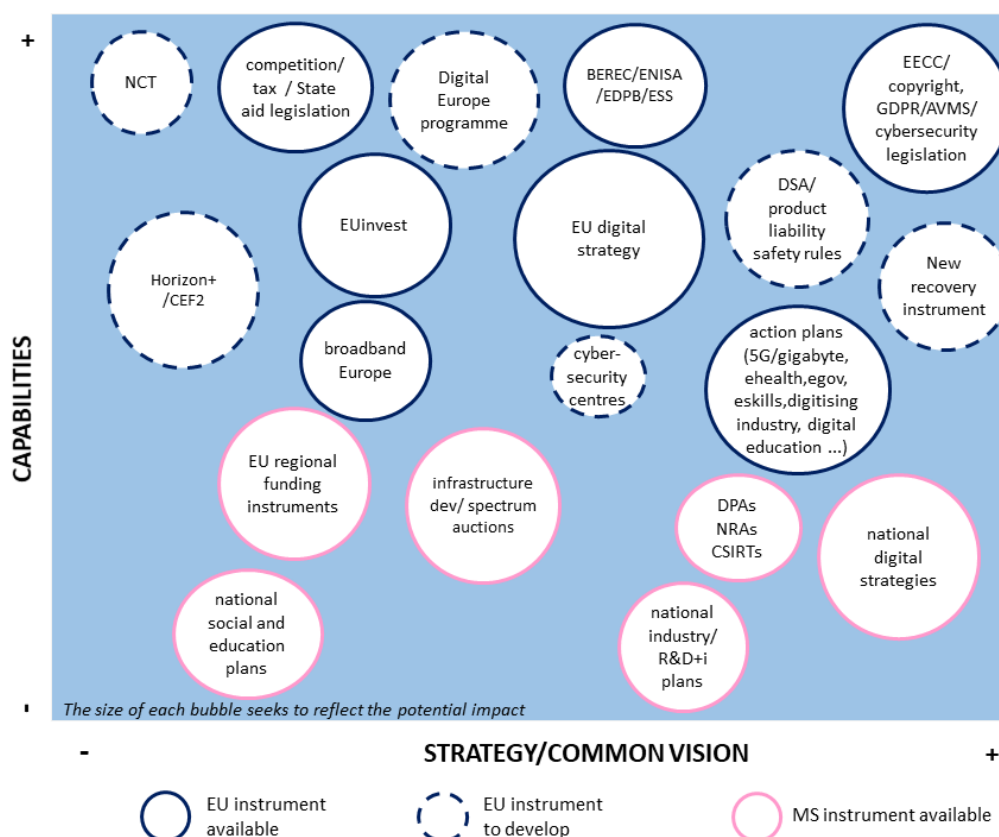 +
NCT
competition/
tax / State
aid legislation
Digital
Europe
programme
BEREC/ENISA
/EDPB/ESS
EECC/
copyright,
GDPR/AVMS/
cybersecurity
legislation
EUinvest
EU digital
strategy
DSA/
product
liability
safety rules
Horizon+
/CEF2
New
recovery
instrument
broadband
Europe
cyber-
security
centres
action plans
(5G/gigabyte,
ehealth,egov,
eskills,digitising
industry, digital
education ...)
CAPABILITIES
EU regional
funding
instruments
infrastructure
dev/ spectrum
auctions
DPAs
NRAs
CSIRTs
national
digital
strategies
national
social and
education
plans
national
industry/
R&D+i
plans
-
The size of each bubble seeks to reflect the potential impact
-
STRATEGY/COMMON VISION
+
EU instrument
available
EU instrument
to develop
MS instrument available